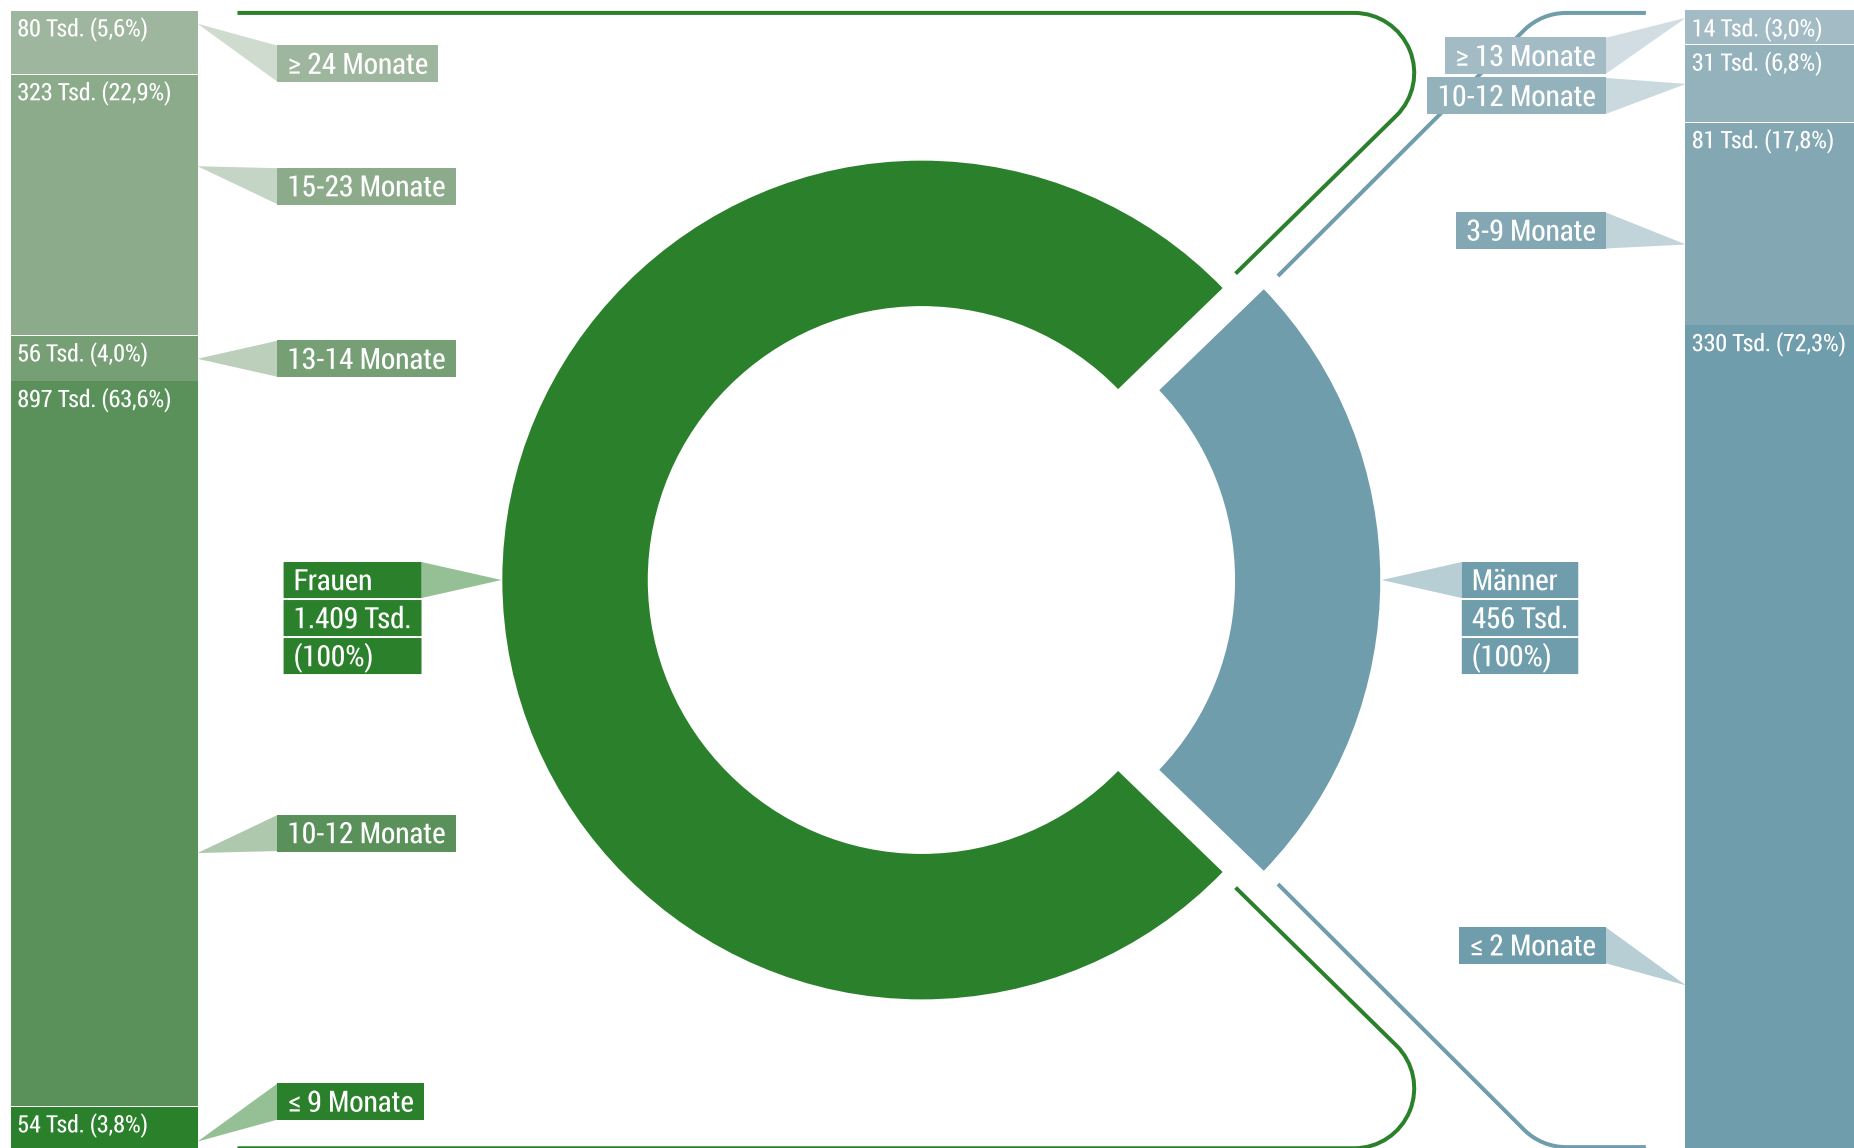 80 Tsd. (5,6%)
≥ 24 Monate
323 Tsd. (22,9%)
15-23 Monate
56 Tsd. (4,0%)
13-14 Monate
897 Tsd. (63,6%)
10-12 Monate
54 Tsd. (3,8%)
≤ 9 Monate
Frauen
1.409 Tsd.
(100%)
Männer
456 Tsd.
(100%)
14 Tsd. (3,0%)
≥ 13 Monate
31 Tsd. (6,8%)
10-12 Monate
81 Tsd. (17,8%)
3-9 Monate
330 Tsd. (72,3%)
≤ 2 Monate